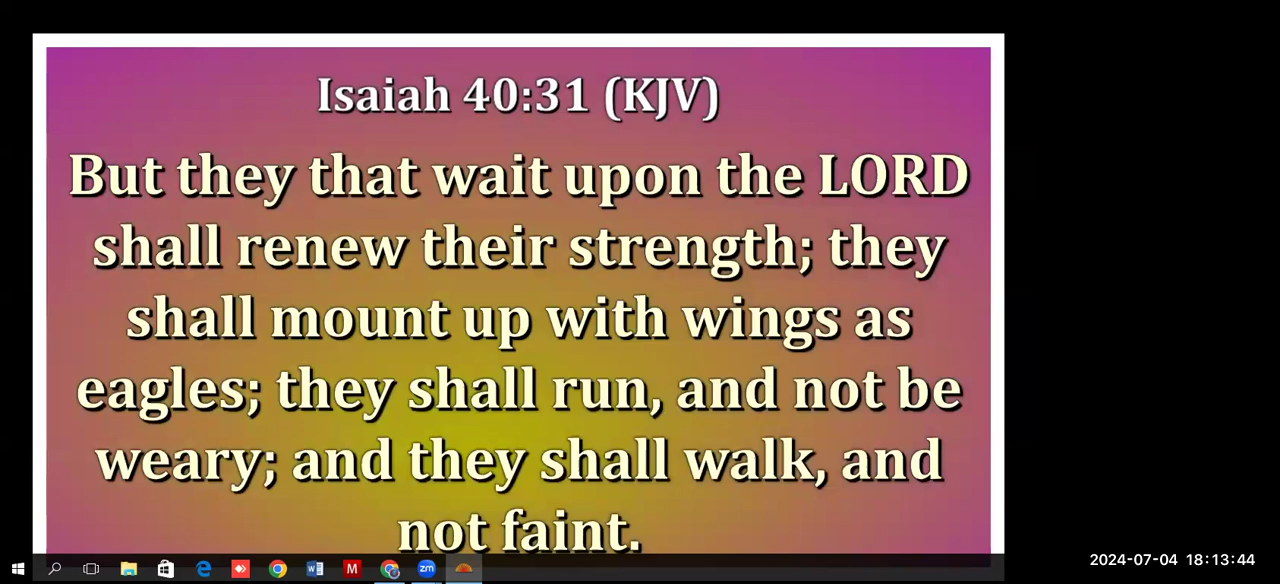 Isaiah 40:31 (KJV)
But they that wait upon the LORD
shall renew their strength; they
shall mount up with wings as
eagles; they shall run, and not be
weary; and they shall walk, and
not faint.
zm
2024-07-04 18:13:44